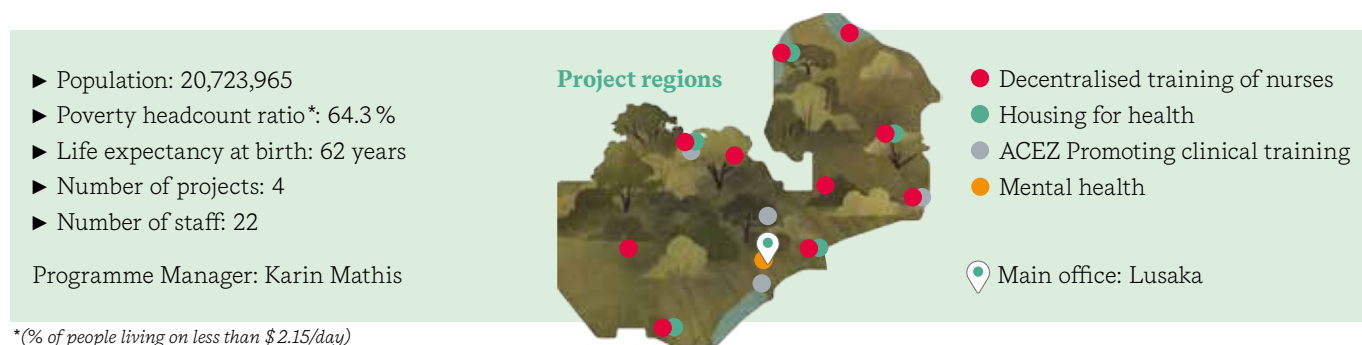 ► Population: 20,723,965
► Poverty headcount ratio*: 64.3 %
► Life expectancy at birth: 62 years
► Number of projects: 4
► Number of staff: 22
Programme Manager: Karin Mathis
*(% of people living on less than $ 2.15/day)
Project regions
Decentralised training of nurses
Housing for health
ACEZ Promoting clinical training
Mental health
Main office: Lusaka